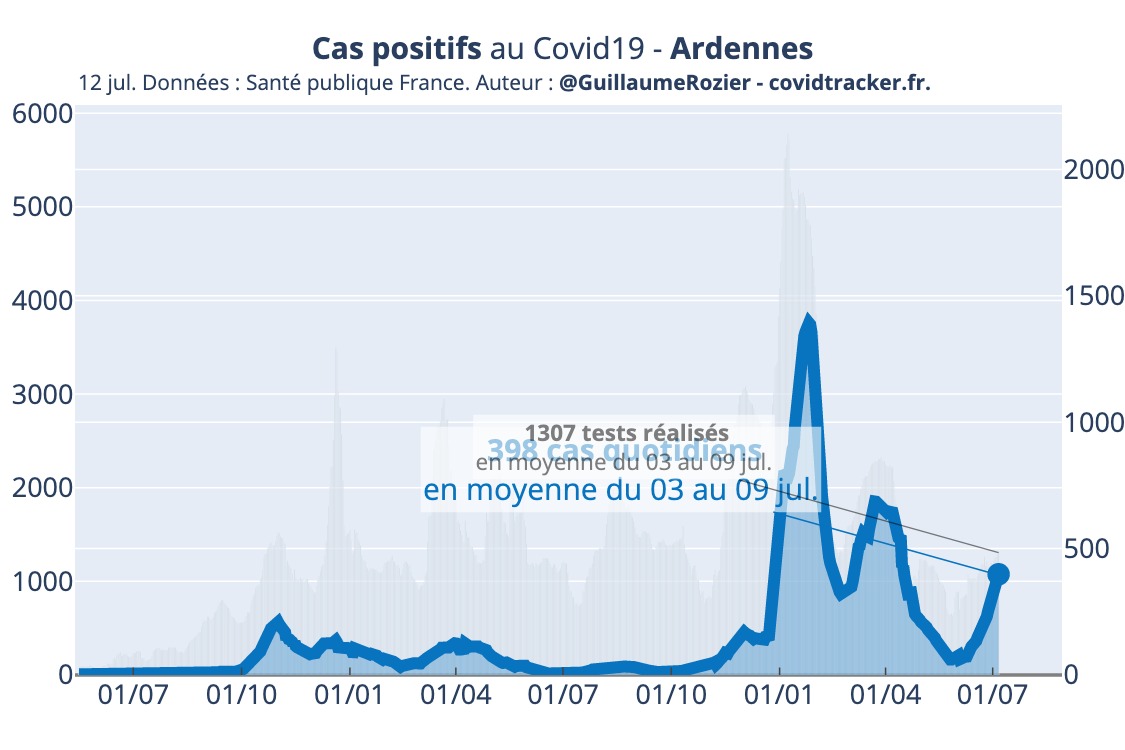 Cas positifs au Covid19 - Ardennes
12 jul. Données : Santé publique France. Auteur : @GuillaumeRozier - covidtracker.fr.
6000
5000
4000
3000
2000
1000
0
2000
1500
1000
500
0
1307 tests réalisés
398 cas quotidiens
en moyenne du 03 au 09 jul.
en moyenne du 03 au 09 jul.
01/07 01/10 01/01 01/04 01/07 01/10 01/01 01/04 01/07